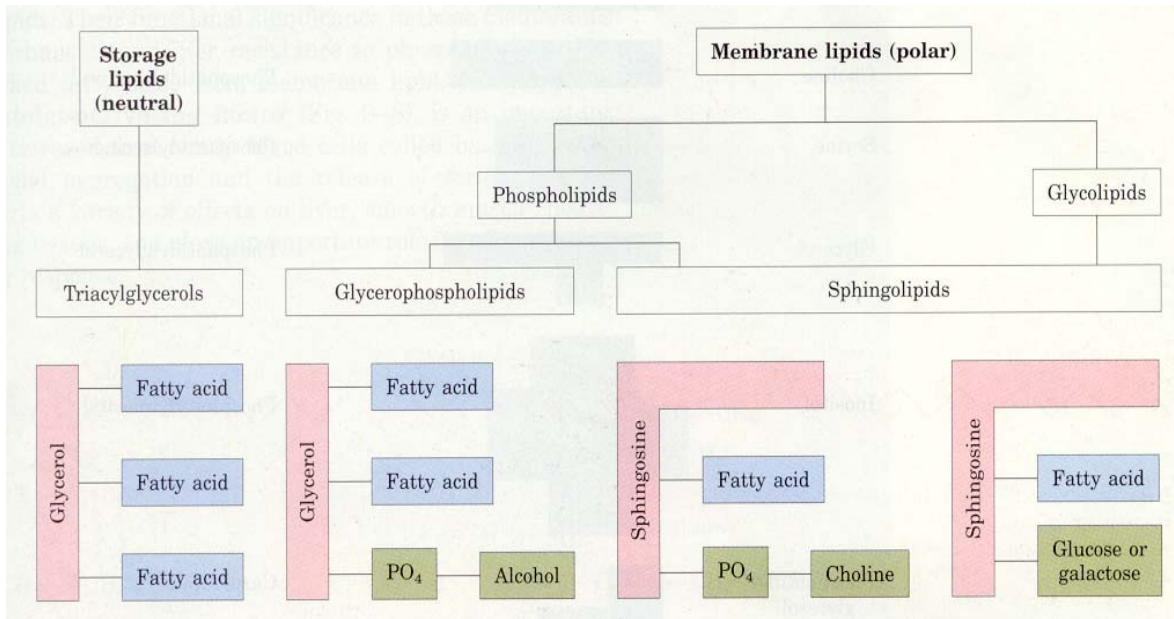 Storage
lipids
(neutral)
Membrane lipids (polar)
Phospholipids
Glycolipids
Triacylglycerols
Glycerophospholipids
Sphingolipids
Glycerol
Fatty acid
Fatty acid
Fatty acid
Glycerol
Fatty acid
Fatty acid
PO4
Alcohol
Sphingosine
Fatty acid
PO4
Choline
Sphingosine
Fatty acid
Glucose or
galactose